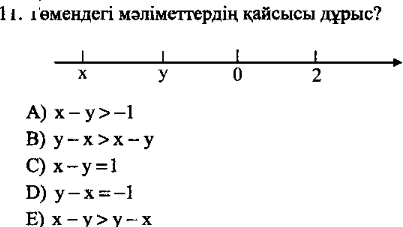 11. Төмендегі мәліметтердің қайсысы дұрыс?
x y 0 2
A) x – y > –1
B) y – x > x – y
C) x – y = 1
D) y – x = –1
E) x – y > y – x